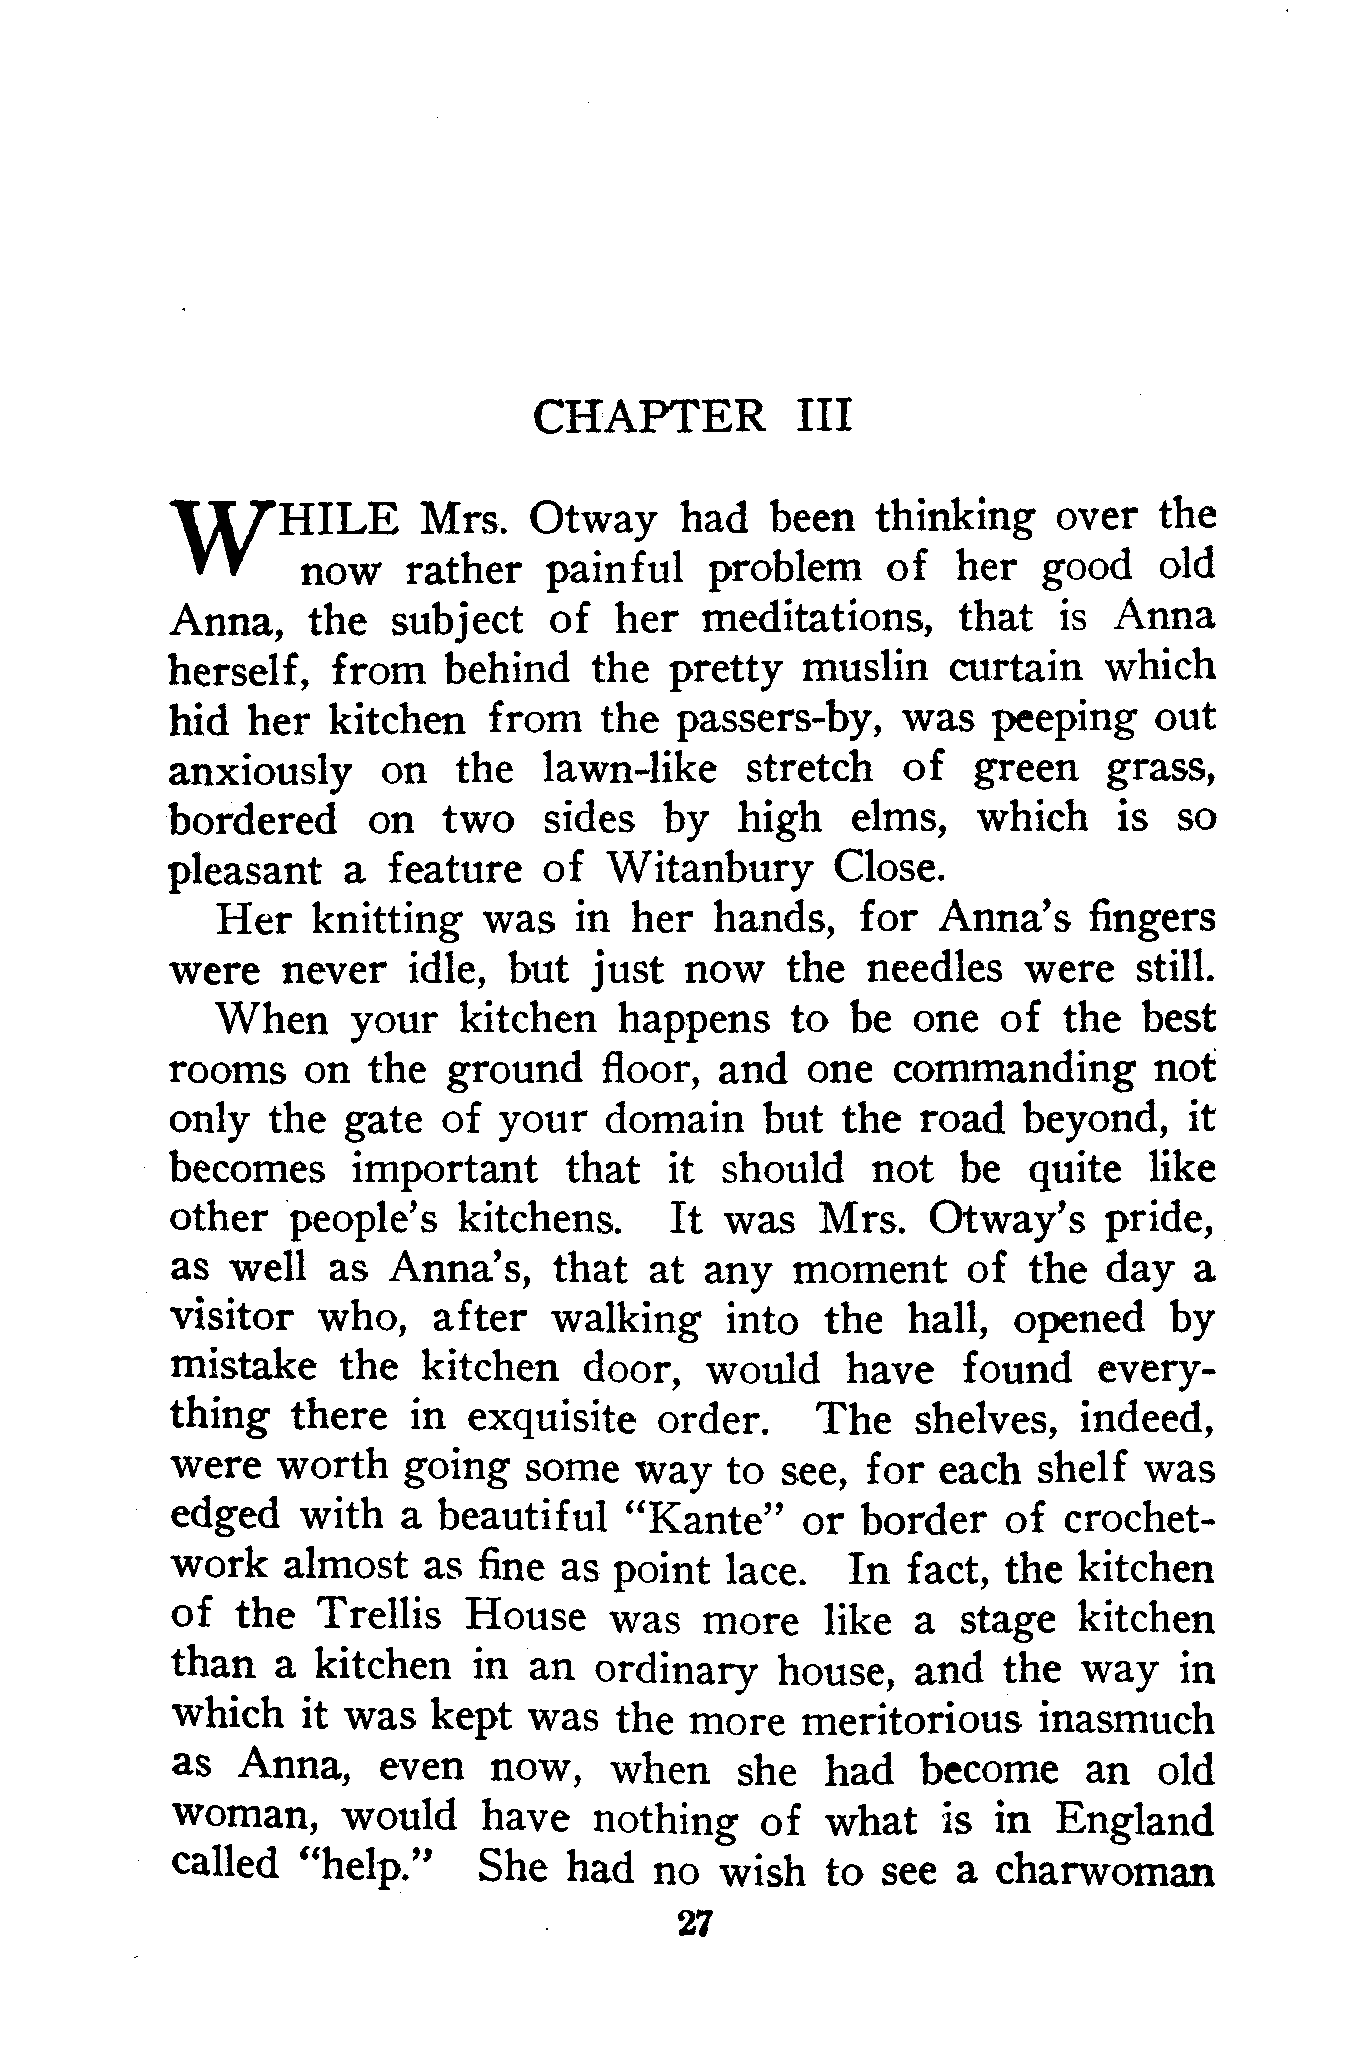 CHAPTER III
WHILE Mrs. Otway had been thinking over the
now rather painful problem of her good old
Anna, the subject of her meditations, that is Anna
herself, from behind the pretty muslin curtain which
hid her kitchen from the passers-by, was peeping out
anxiously on the lawn-like stretch of green grass,
bordered on two sides by high elms, which is so
pleasant a feature of Witanbury Close.
Her knitting was in her hands, for Anna's fingers
were never idle, but just now the needles were still.
When your kitchen happens to be one of the best
rooms on the ground floor, and one commanding not
only the gate of your domain but the road beyond, it
becomes important that it should not be quite like
other people's kitchens. It was Mrs. Otway's pride,
as well as Anna's, that at any moment of the day a
visitor who, after walking into the hall, opened by
mistake the kitchen door, would have found every-
thing there in exquisite order. The shelves, indeed,
were worth going some way to see, for each shelf was
edged with a beautiful "Kante" or border of crochet-
work almost as fine as point lace. In fact, the kitchen
of the Trellis House was more like a stage kitchen
than a kitchen in an ordinary house, and the way in
which it was kept was the more meritorious inasmuch
as Anna, even now, when she had become an old
woman, would have nothing of what is in England
called "help." She had no wish to see a charwoman
27